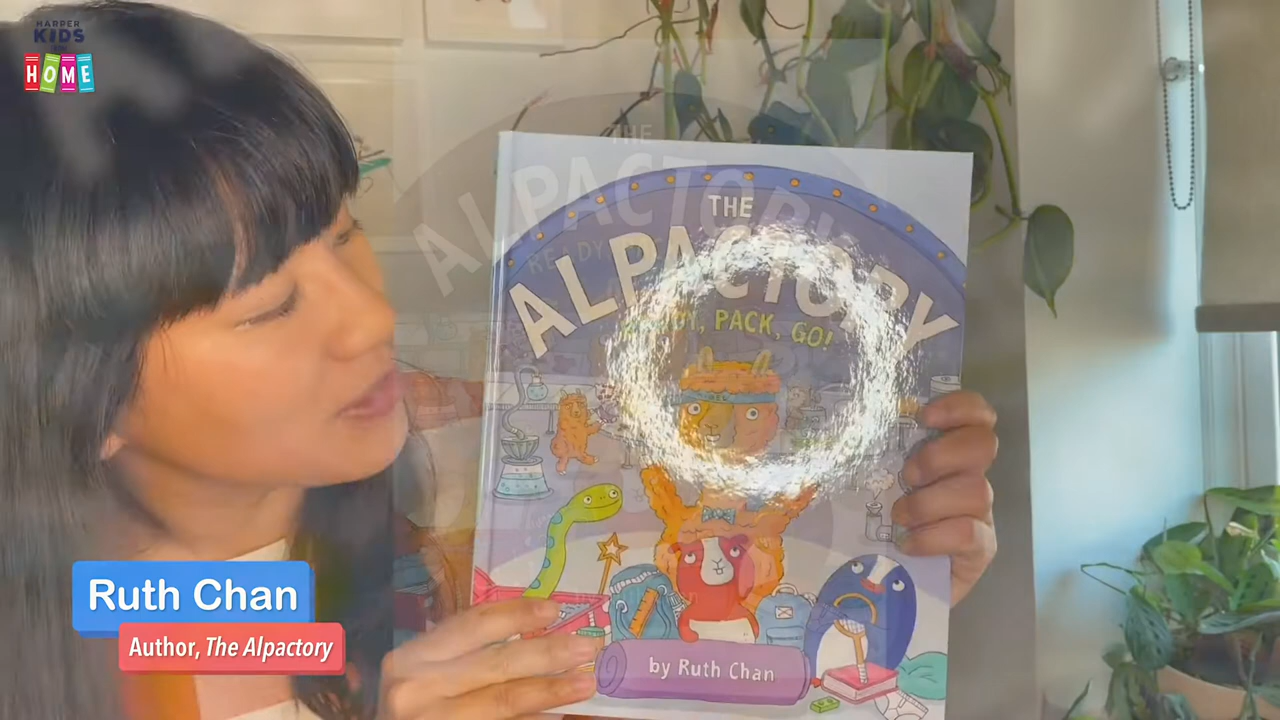 HARPER
KIDS
HOME
THE
ALPACTORY
READY, PACK, GO!
by Ruth Chan
Ruth Chan
Author, The Alpactory